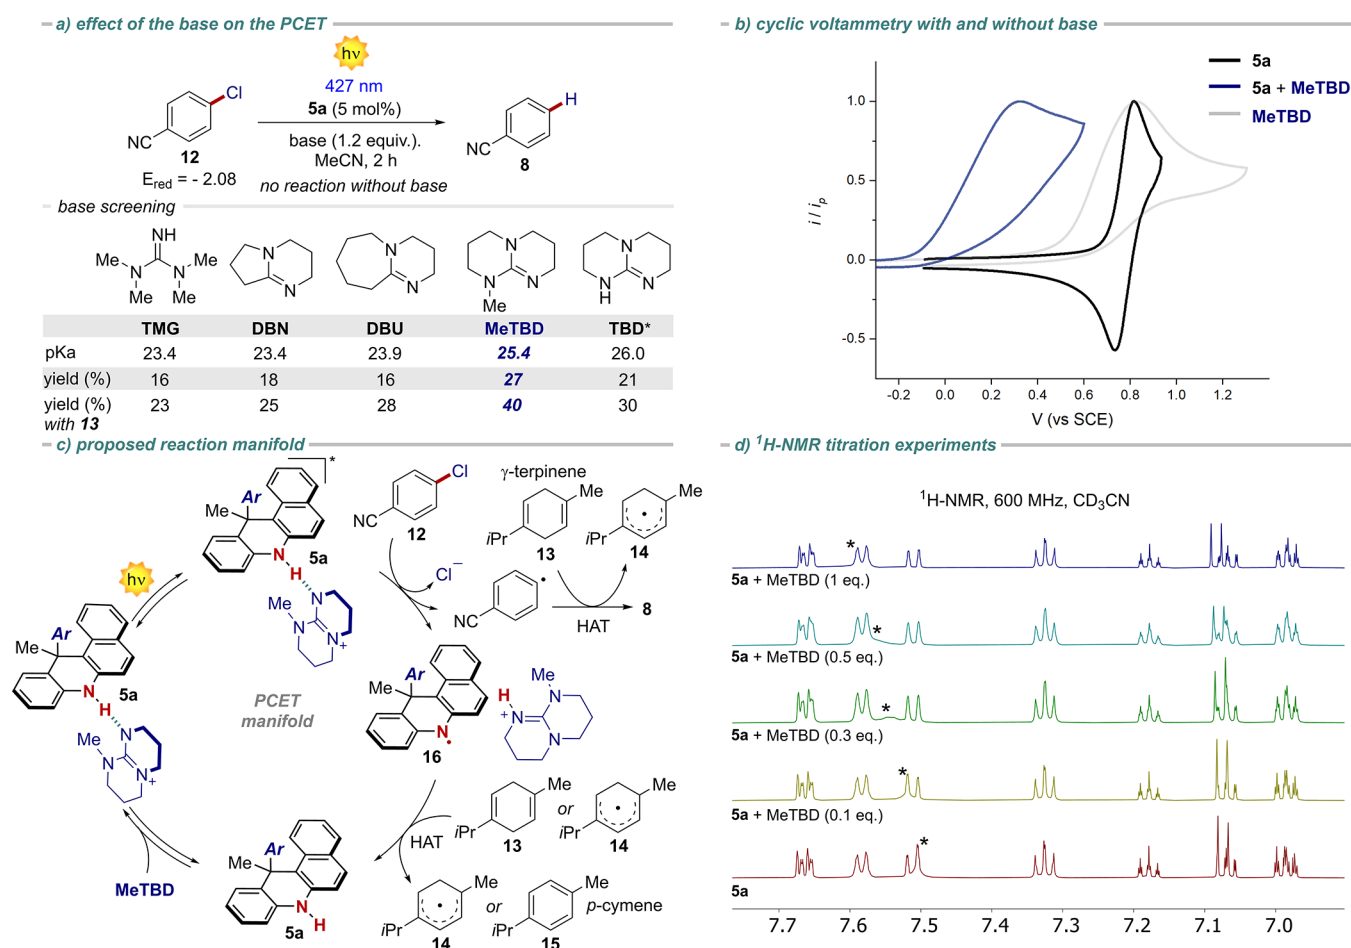 a) effect of the base on the PCET
hν
427 nm
5a (5 mol%)
base (1.2 equiv.).
MeCN, 2 h
no reaction without base
Cl
NC
12
E_red = - 2.08
H
NC
8
base screening
NH
Me
N
N
Me
Me
Me
N
N
N
N
N
N
N
Me
N
N
N
H
TMG DBN DBU MeTBD TBD*
pKa 23.4 23.4 23.9 25.4 26.0
yield (%) 16 18 16 27 21
yield (%) 23 25 28 40 30
with 13
b) cyclic voltammetry with and without base
5a
5a + MeTBD
MeTBD
1.0
0.5
0.0
-0.5
i / i_p
-0.2 0.0 0.2 0.4 0.6 0.8 1.0 1.2
V (vs SCE)
c) proposed reaction manifold
*
Ar
Me
N
H
5a
N
Me
N
N
+
hν
Cl
NC
12
Cl⁻
NC
γ-terpinene
Me
iPr
13
Me
iPr
14
HAT
8
Ar
Me
N
H
5a
Me
N
N
N
+
PCET
manifold
Ar
Me
N
16
H
N
+
N
Me
N
MeTBD
Ar
Me
N
H
5a
HAT
Me
iPr
13
or
Me
iPr
14
Me
iPr
14
or
Me
iPr
15
p-cymene
d) ¹H-NMR titration experiments
¹H-NMR, 600 MHz, CD₃CN
*
5a + MeTBD (1 eq.)
*
5a + MeTBD (0.5 eq.)
*
5a + MeTBD (0.3 eq.)
*
5a + MeTBD (0.1 eq.)
*
5a
7.7 7.6 7.5 7.4 7.3 7.2 7.1 7.0